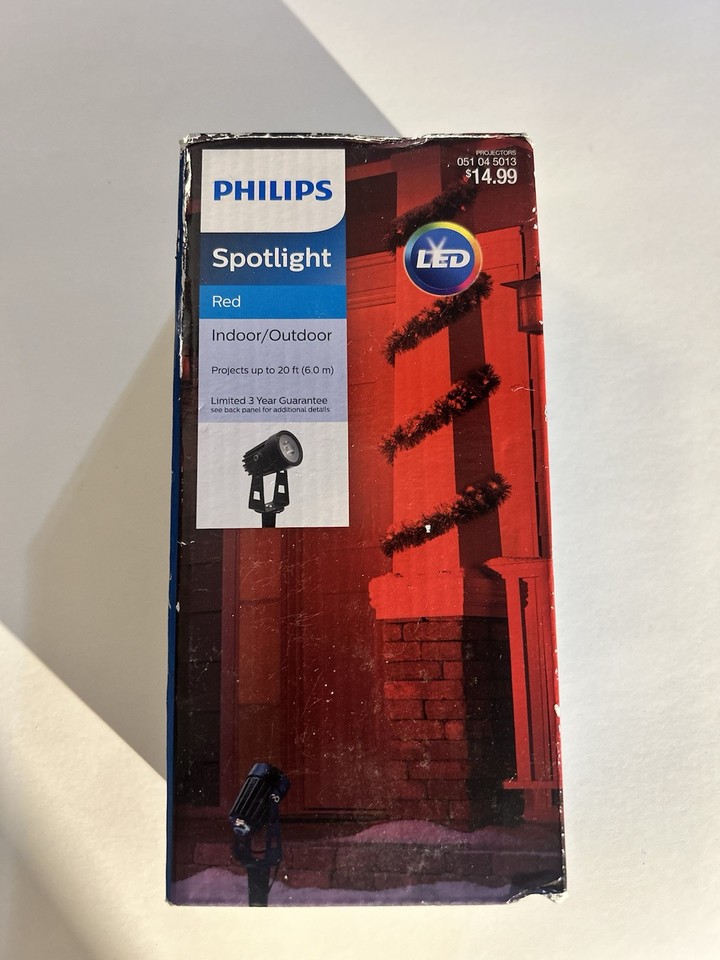 PHILIPS
Spotlight
Red
Indoor/Outdoor
Projects up to 20 ft (6.0 m)
Limited 3 Year Guarantee
see back panel for additional details
PROJECTORS
051 04 5013
$14.99
LED